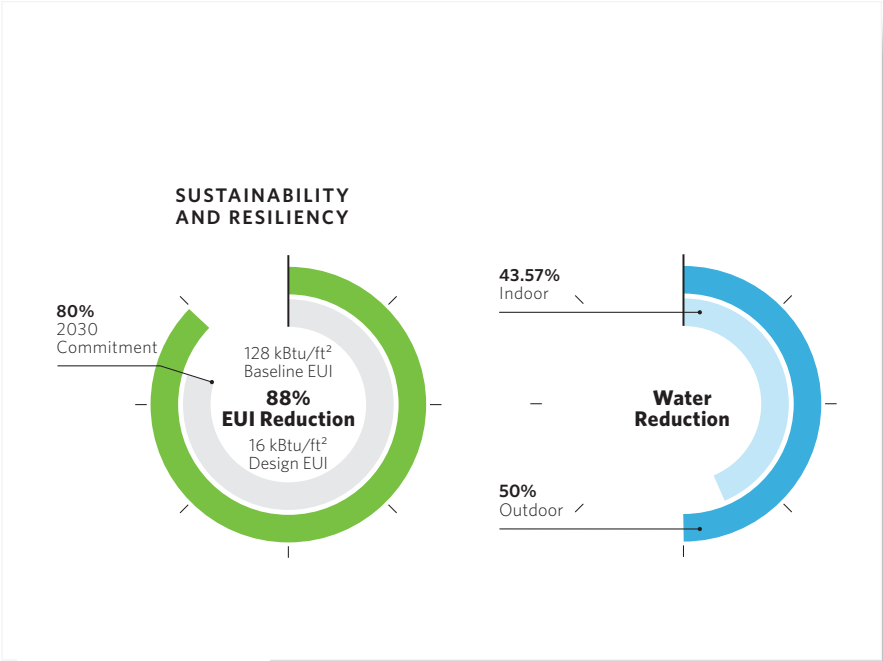 SUSTAINABILITY
AND RESILIENCY
80%
2030
Commitment
128 kBtu/ft²
Baseline EUI
88%
EUI Reduction
16 kBtu/ft²
Design EUI
43.57%
Indoor
Water
Reduction
50%
Outdoor